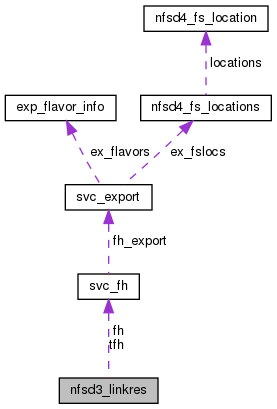 nfsd4_fs_location
locations
exp_flavor_info
nfsd4_fs_locations
ex_flavors
ex_fslocs
svc_export
fh_export
svc_fh
fh
tfh
nfsd3_linkres